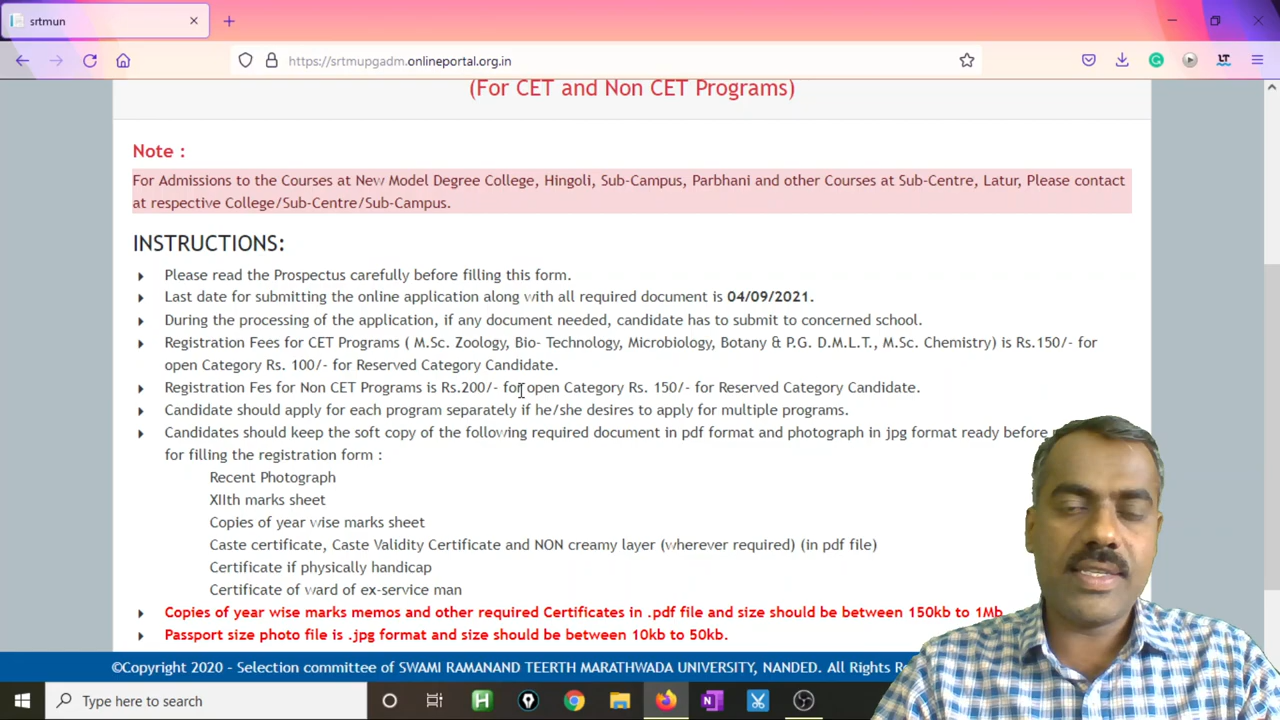 srtmun
https://srtmupgadm.onlineportal.org.in
LT
(For CET and Non CET Programs)
Note :
For Admissions to the Courses at New Model Degree College, Hingoli, Sub-Campus, Parbhani and other Courses at Sub-Centre, Latur, Please contact
at respective College/Sub-Centre/Sub-Campus.
INSTRUCTIONS:
Please read the Prospectus carefully before filling this form.
Last date for submitting the online application along with all required document is 04/09/2021.
During the processing of the application, if any document needed, candidate has to submit to concerned school.
Registration Fees for CET Programs ( M.Sc. Zoology, Bio- Technology, Microbiology, Botany & P.G. D.M.L.T., M.Sc. Chemistry) is Rs.150/- for
open Category Rs. 100/- for Reserved Category Candidate.
Registration Fes for Non CET Programs is Rs.200/- for open Category Rs. 150/- for Reserved Category Candidate.
Candidate should apply for each program separately if he/she desires to apply for multiple programs.
Candidates should keep the soft copy of the following required document in pdf format and photograph in jpg format ready before
for filling the registration form :
Recent Photograph
XIIth marks sheet
Copies of year wise marks sheet
Caste certificate, Caste Validity Certificate and NON creamy layer (wherever required) (in pdf file)
Certificate if physically handicap
Certificate of ward of ex-service man
Copies of year wise marks memos and other required Certificates in .pdf file and size should be between 150kb to 1Mb
Passport size photo file is .jpg format and size should be between 10kb to 50kb.
©Copyright 2020 - Selection committee of SWAMI RAMANAND TEERTH MARATHWADA UNIVERSITY, NANDED. All Rights
Type here to search